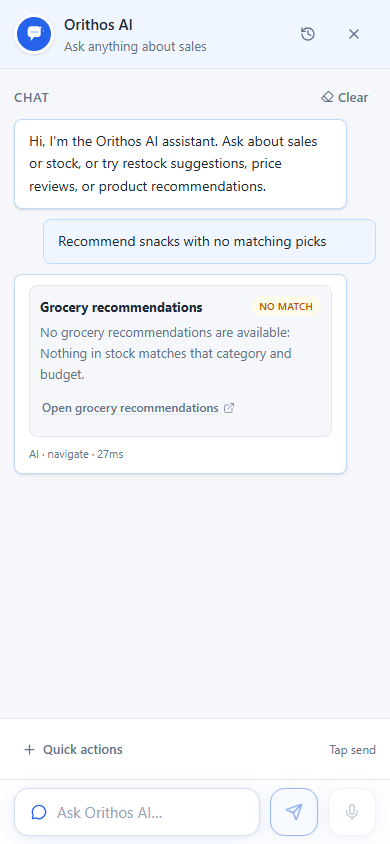 Orithos AI
Ask anything about sales
CHAT
Clear
Hi, I'm the Orithos AI assistant. Ask about sales
or stock, or try restock suggestions, price
reviews, or product recommendations.
Recommend snacks with no matching picks
Grocery recommendations
NO MATCH
No grocery recommendations are available:
Nothing in stock matches that category and
budget.
Open grocery recommendations
AI · navigate · 27ms
Quick actions
Tap send
Ask Orithos AI...